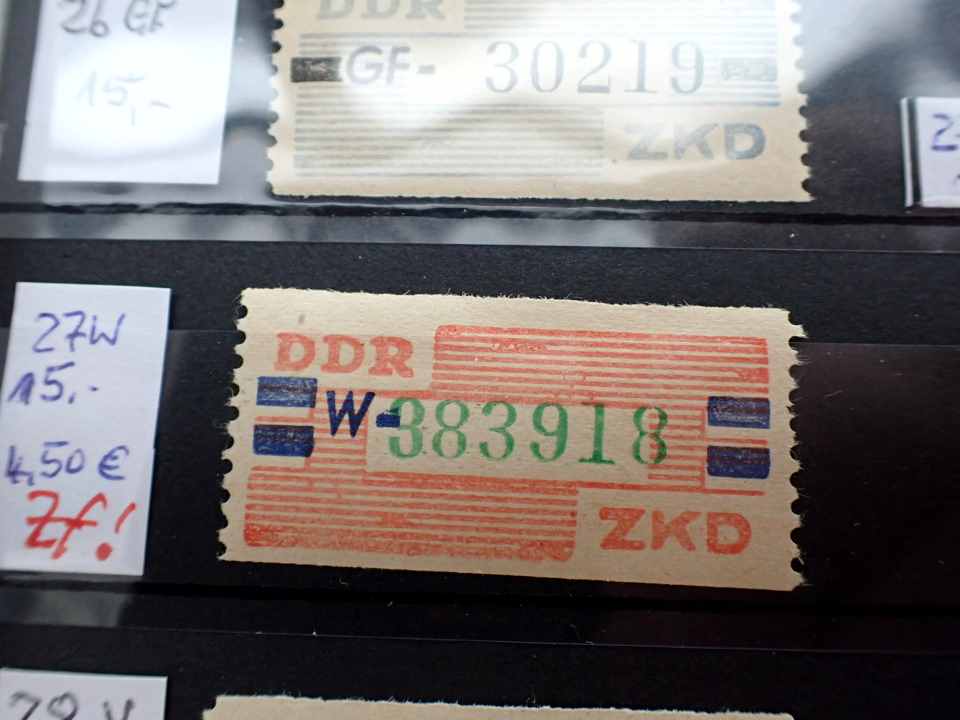 26 GF
15,-
DDR
GF- 30219
ZKD
27W
15.-
4,50 €
Zf!
DDR
W-383918
ZKD